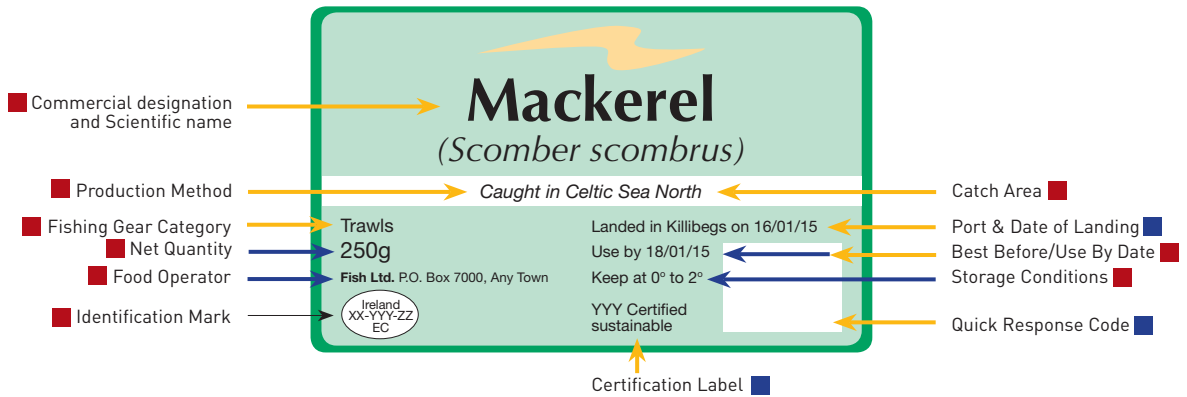 Mackerel
(Scomber scombrus)
Commercial designation
and Scientific name
Production Method
Caught in Celtic Sea North
Catch Area
Fishing Gear Category
Trawls
Landed in Killibegs on 16/01/15
Port & Date of Landing
Net Quantity
250g
Use by 18/01/15
Best Before/Use By Date
Food Operator
Fish Ltd. P.O. Box 7000, Any Town
Keep at 0° to 2°
Storage Conditions
Identification Mark
Ireland
XX-YYY-ZZ
EC
YYY Certified
sustainable
Quick Response Code
Certification Label